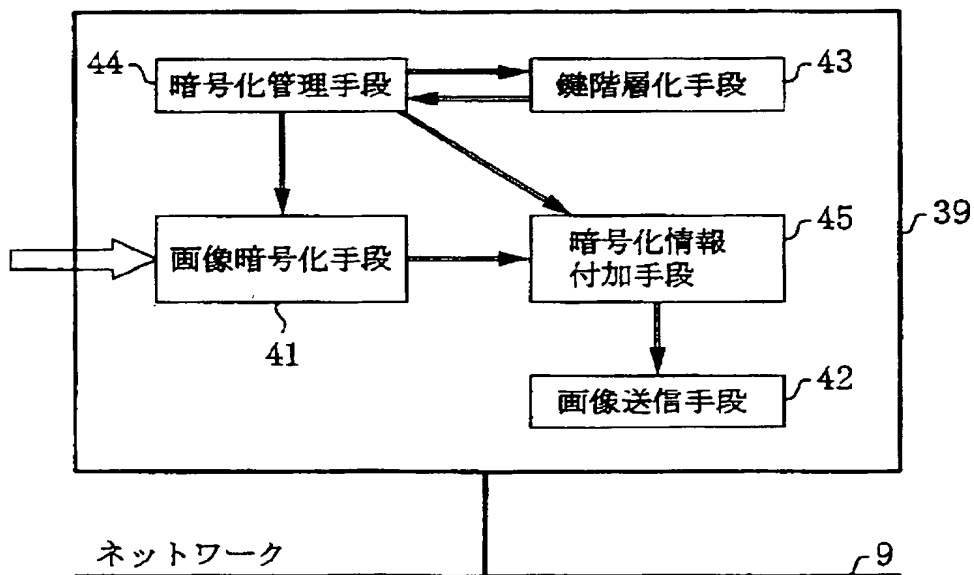 44
暗号化管理手段
鍵階層化手段
43
画像暗号化手段
41
暗号化情報
付加手段
45
39
画像送信手段
42
ネットワーク
9